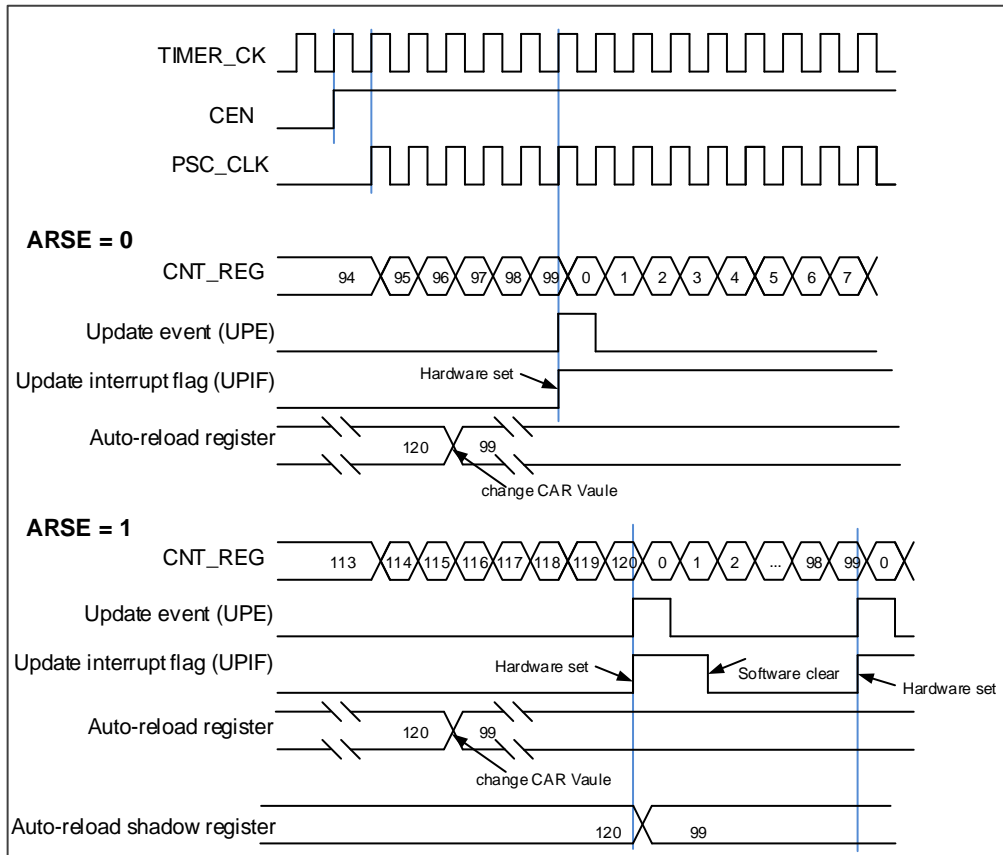 TIMER_CK
CEN
PSC_CLK
ARSE = 0
CNT_REG 94 95 96 97 98 99 0 1 2 3 4 5 6 7
Update event (UPE)
Update interrupt flag (UPIF) Hardware set
Auto-reload register 120 99
change CAR Vaule
ARSE = 1
CNT_REG 113 114 115 116 117 118 119 120 0 1 2 ... 98 99 0
Update event (UPE)
Update interrupt flag (UPIF) Hardware set Software clear Hardware set
Auto-reload register 120 99
change CAR Vaule
Auto-reload shadow register 120 99